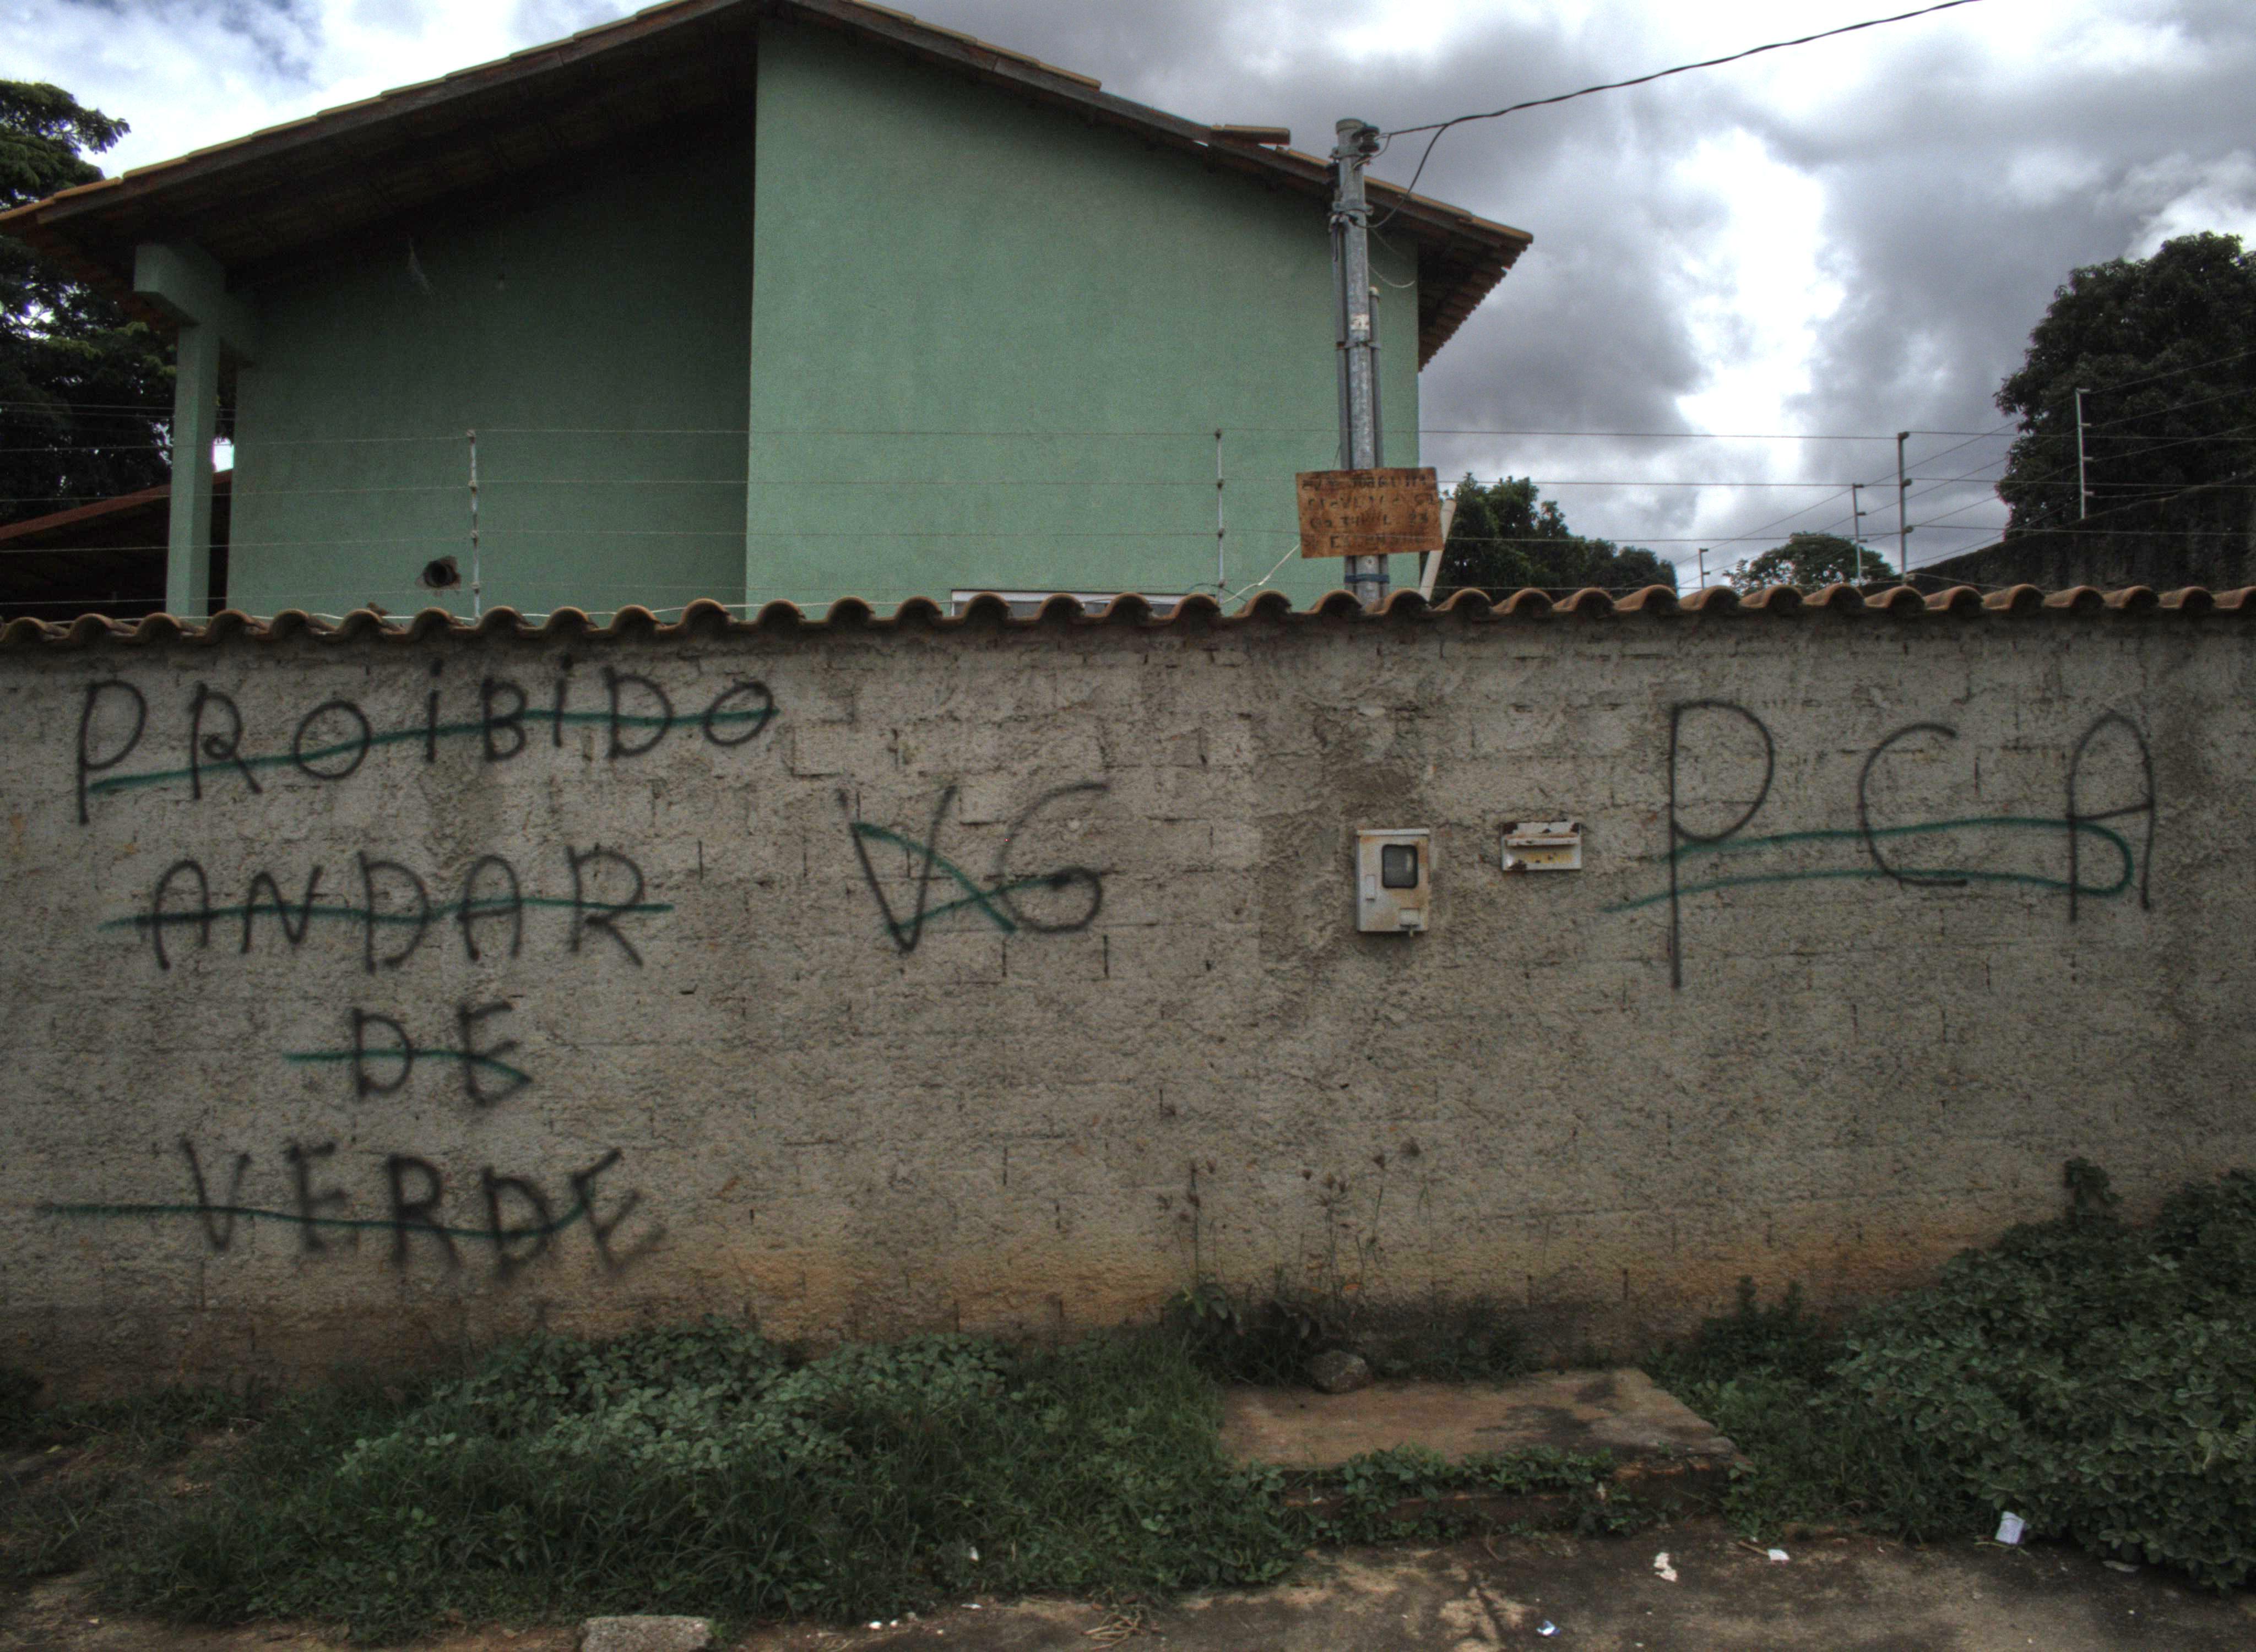 PROIBIDO
ANDAR
DE
VERDE
VG
PCA